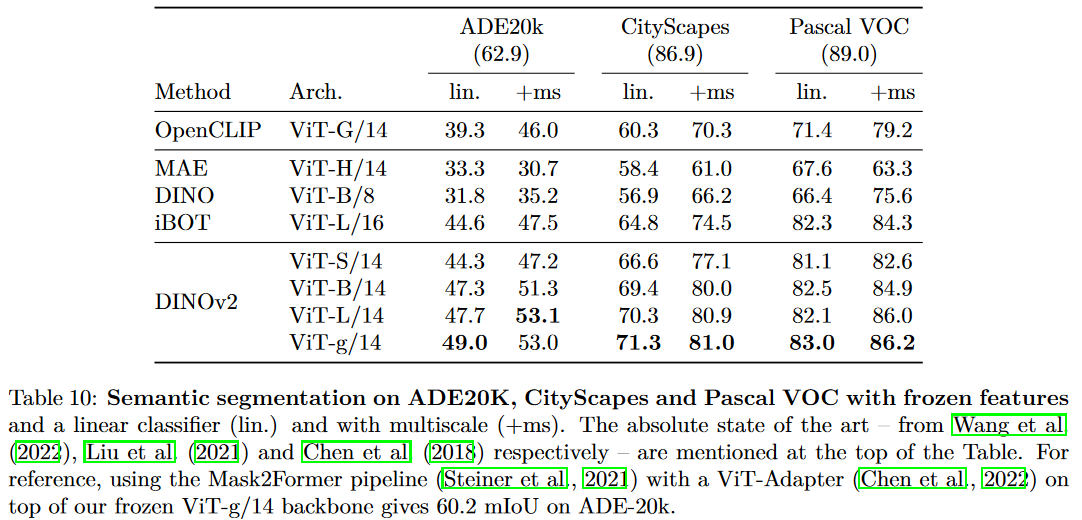 ADE20k CityScapes Pascal VOC
(62.9) (86.9) (89.0)
Method Arch. lin. +ms lin. +ms lin. +ms
OpenCLIP ViT-G/14 39.3 46.0 60.3 70.3 71.4 79.2
MAE ViT-H/14 33.3 30.7 58.4 61.0 67.6 63.3
DINO ViT-B/8 31.8 35.2 56.9 66.2 66.4 75.6
iBOT ViT-L/16 44.6 47.5 64.8 74.5 82.3 84.3
ViT-S/14 44.3 47.2 66.6 77.1 81.1 82.6
DINOv2 ViT-B/14 47.3 51.3 69.4 80.0 82.5 84.9
ViT-L/14 47.7 53.1 70.3 80.9 82.1 86.0
ViT-g/14 49.0 53.0 71.3 81.0 83.0 86.2
Table 10: Semantic segmentation on ADE20K, CityScapes and Pascal VOC with frozen features
and a linear classifier (lin.) and with multiscale (+ms). The absolute state of the art – from Wang et al.
(2022), Liu et al. (2021) and Chen et al. (2018) respectively – are mentioned at the top of the Table. For
reference, using the Mask2Former pipeline (Steiner et al., 2021) with a ViT-Adapter (Chen et al., 2022) on
top of our frozen ViT-g/14 backbone gives 60.2 mIoU on ADE-20k.